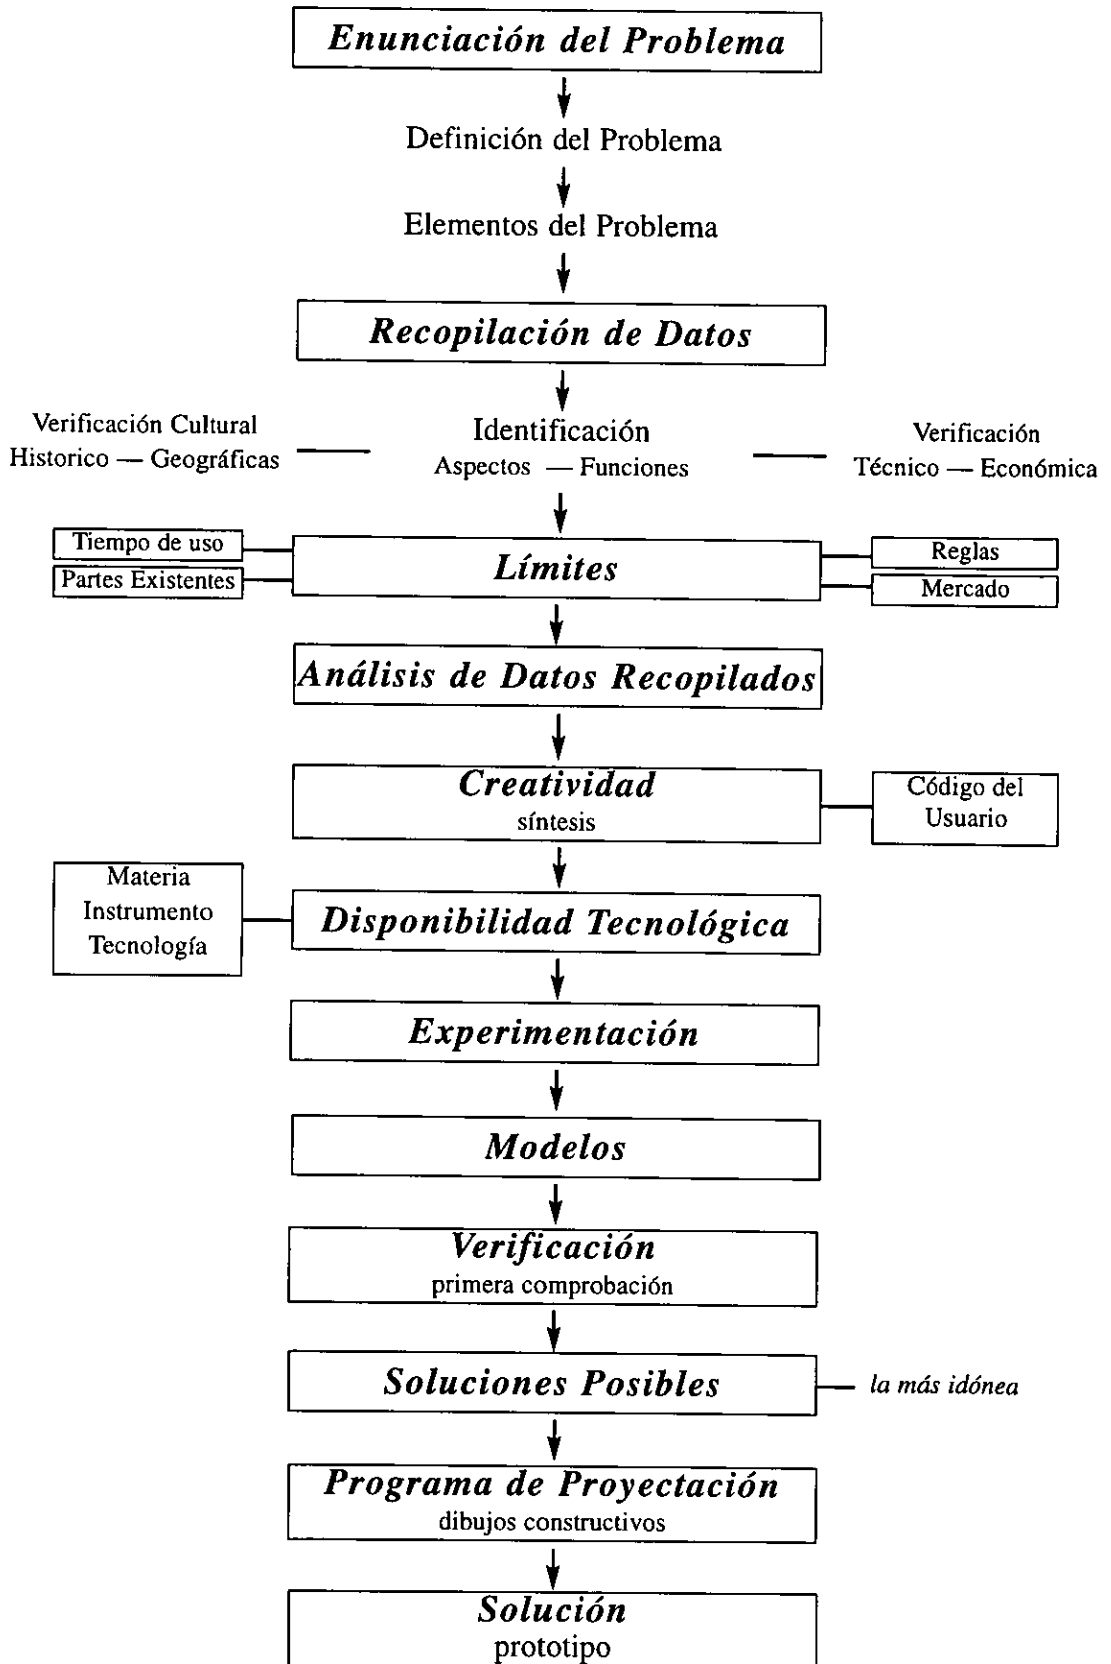 Enunciación del Problema
Definición del Problema
Elementos del Problema
Recopilación de Datos
Verificación Cultural
Historico — Geográficas
Identificación
Aspectos — Funciones
Verificación
Técnico — Económica
Tiempo de uso
Partes Existentes
Límites
Reglas
Mercado
Análisis de Datos Recopilados
Creatividad
síntesis
Código del
Usuario
Materia
Instrumento
Tecnología
Disponibilidad Tecnológica
Experimentación
Modelos
Verificación
primera comprobación
Soluciones Posibles
la más idónea
Programa de Proyectación
dibujos constructivos
Solución
prototipo